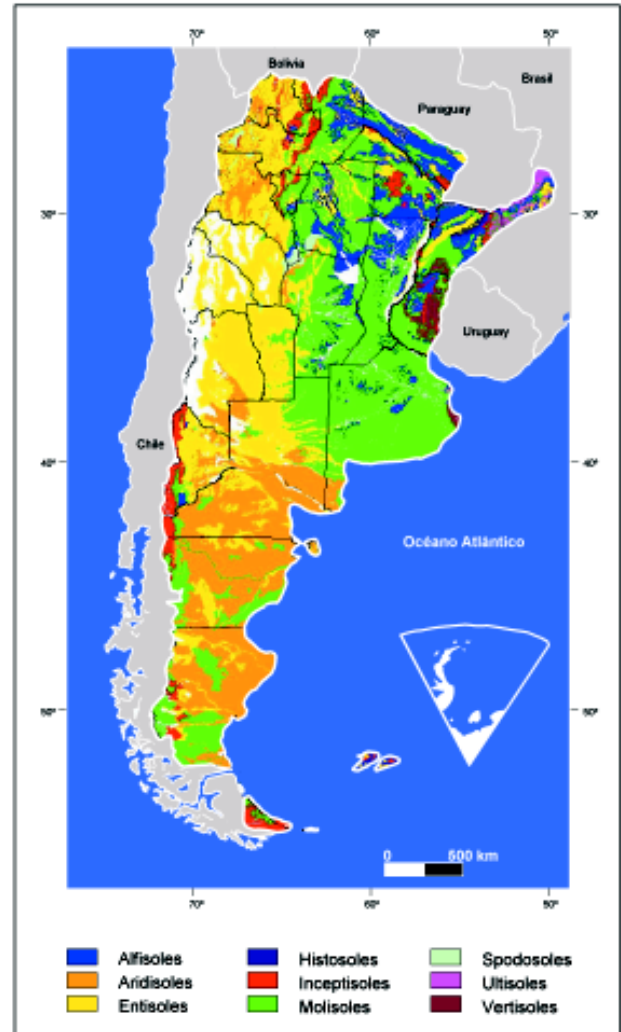 70° 60° 50°
Bolivia
Brasil
Paraguay
30° 30°
Uruguay
Chile
40° 40°
Océano Atlántico
50° 50°
0 500 km
70° 60° 50°
Alfisoles Histosoles Spodosoles
Aridisoles Inceptisoles Ultisoles
Entisoles Molisoles Vertisoles